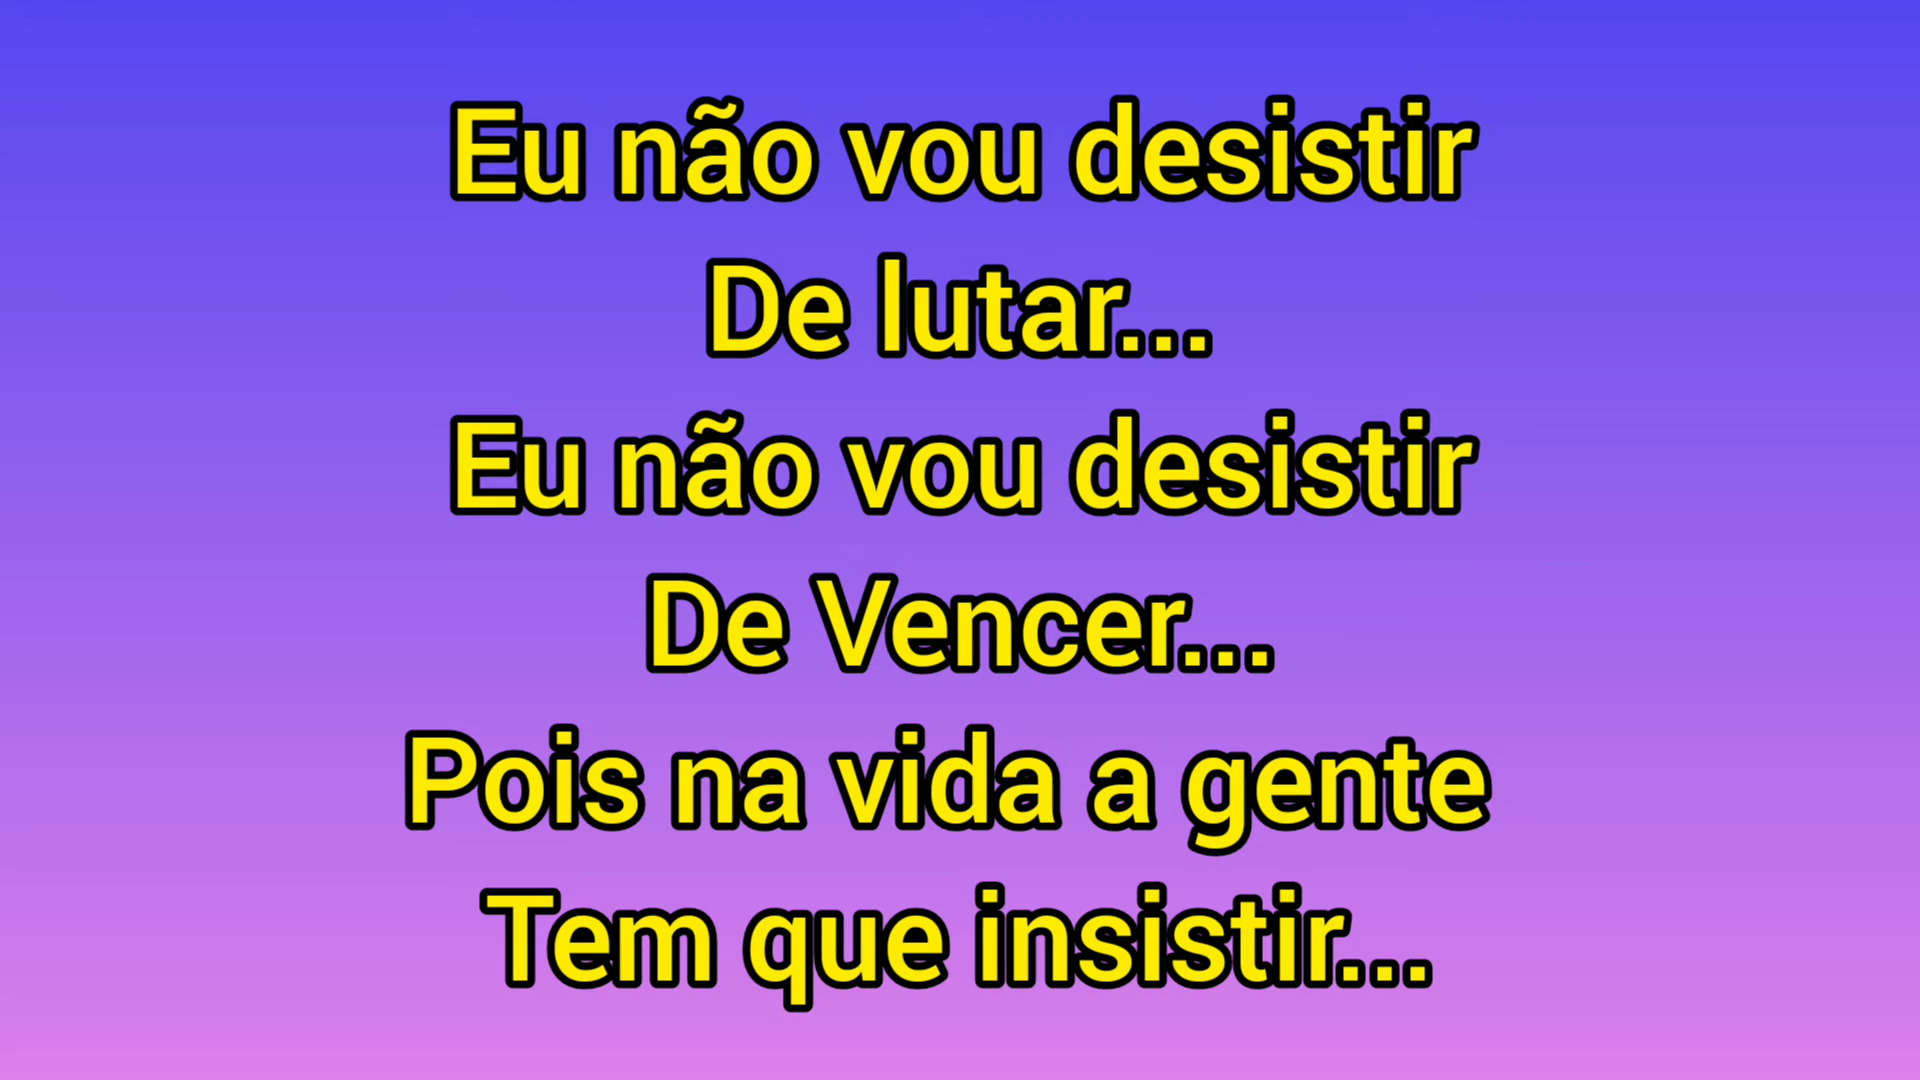 Eu não vou desistir
De lutar...
Eu não vou desistir
De Vencer...
Pois na vida a gente
Tem que insistir...